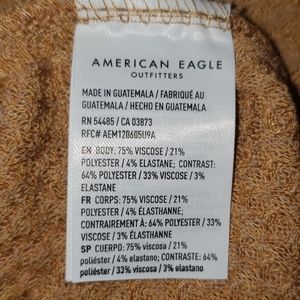 AMERICAN EAGLE
OUTFITTERS
MADE IN GUATEMALA / FABRIQUÉ AU
GUATEMALA / HECHO EN GUATEMALA
RN 54485 / CA 03873
RFC# AEM120605U9A
EN BODY: 75% VISCOSE / 21%
POLYESTER / 4% ELASTANE; CONTRAST:
64% POLYESTER / 33% VISCOSE / 3%
ELASTANE
FR CORPS: 75% VISCOSE / 21%
POLYESTER / 4% ÉLASTHANNE;
CONTRAIREMENT À: 64% POLYESTER / 33%
VISCOSE / 3% ÉLASTHANNE
SP CUERPO: 75% viscosa / 21%
poliéster / 4% elastano; CONTRASTE: 64%
poliéster / 33% viscosa / 3% elastano